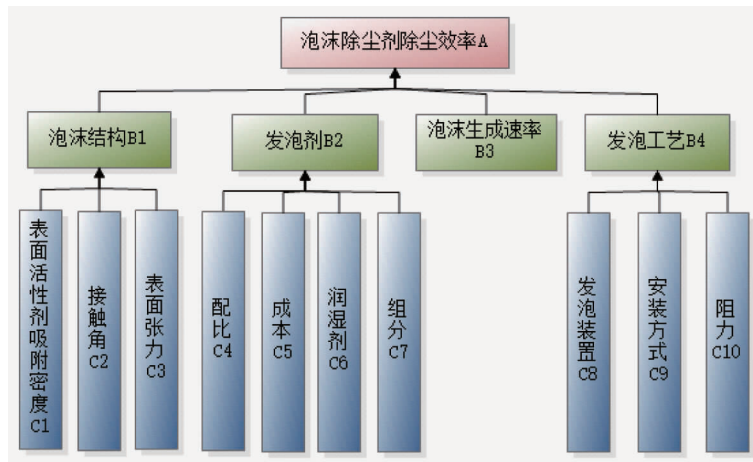 泡沫除尘剂除尘效率A
泡沫结构B1
发泡剂B2
泡沫生成速率
B3
发泡工艺B4
表面活性剂吸附密度C1
接触角C2
表面张力C3
配比C4
成本C5
润湿剂C6
组分C7
发泡装置C8
安装方式C9
阻力C10